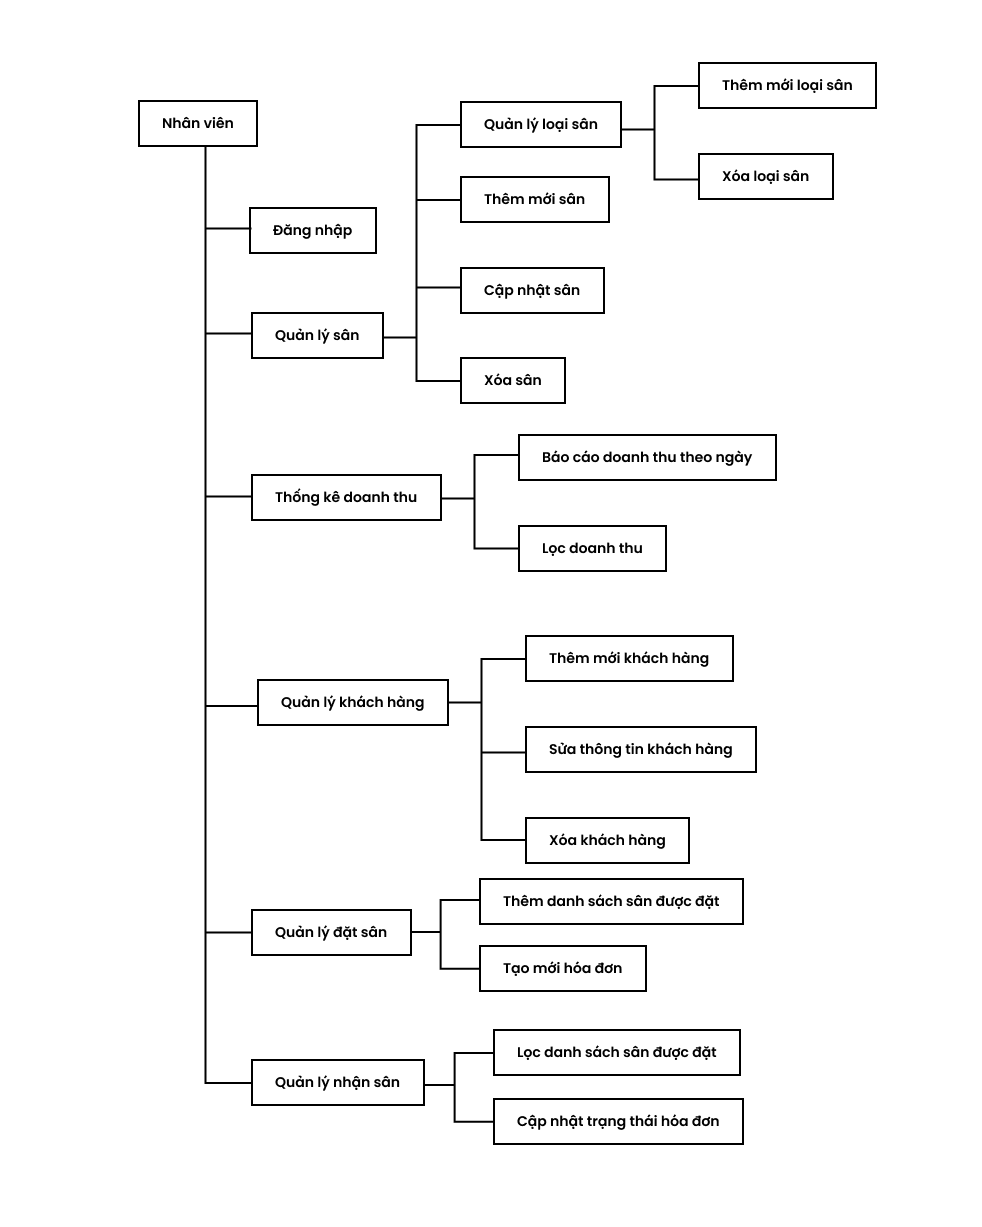 Nhân viên
Đăng nhập
Quản lý sân
Quản lý loại sân
Thêm mới loại sân
Xóa loại sân
Thêm mới sân
Cập nhật sân
Xóa sân
Thống kê doanh thu
Báo cáo doanh thu theo ngày
Lọc doanh thu
Quản lý khách hàng
Thêm mới khách hàng
Sửa thông tin khách hàng
Xóa khách hàng
Quản lý đặt sân
Thêm danh sách sân được đặt
Tạo mới hóa đơn
Quản lý nhận sân
Lọc danh sách sân được đặt
Cập nhật trạng thái hóa đơn